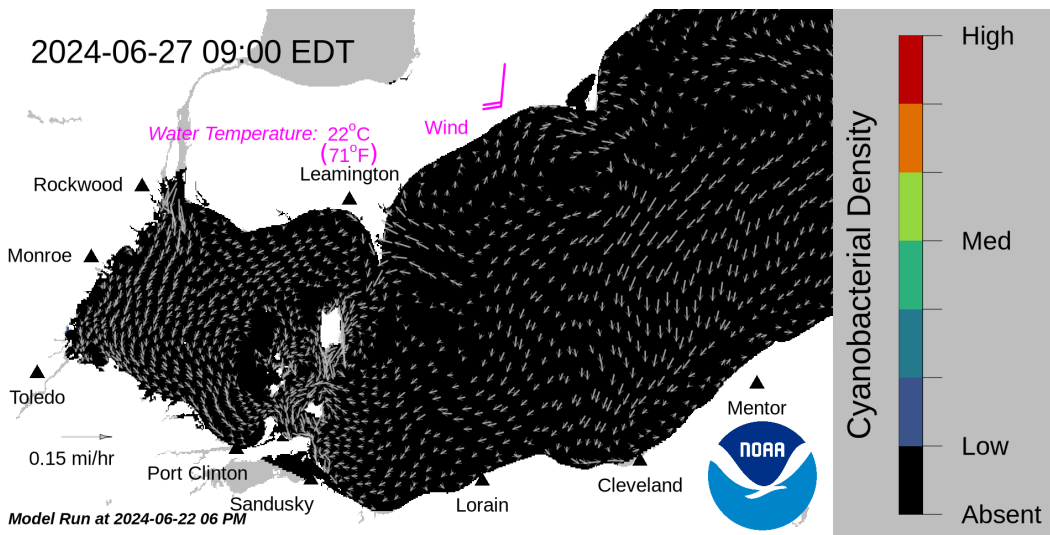 2024-06-27 09:00 EDT
Water Temperature: 22°C
(71°F)
Wind
Leamington
Rockwood
Monroe
Toledo
0.15 mi/hr
Port Clinton
Sandusky
Lorain
Cleveland
Mentor
NOAA
Model Run at 2024-06-22 06 PM
Cyanobacterial Density
High
Med
Low
Absent